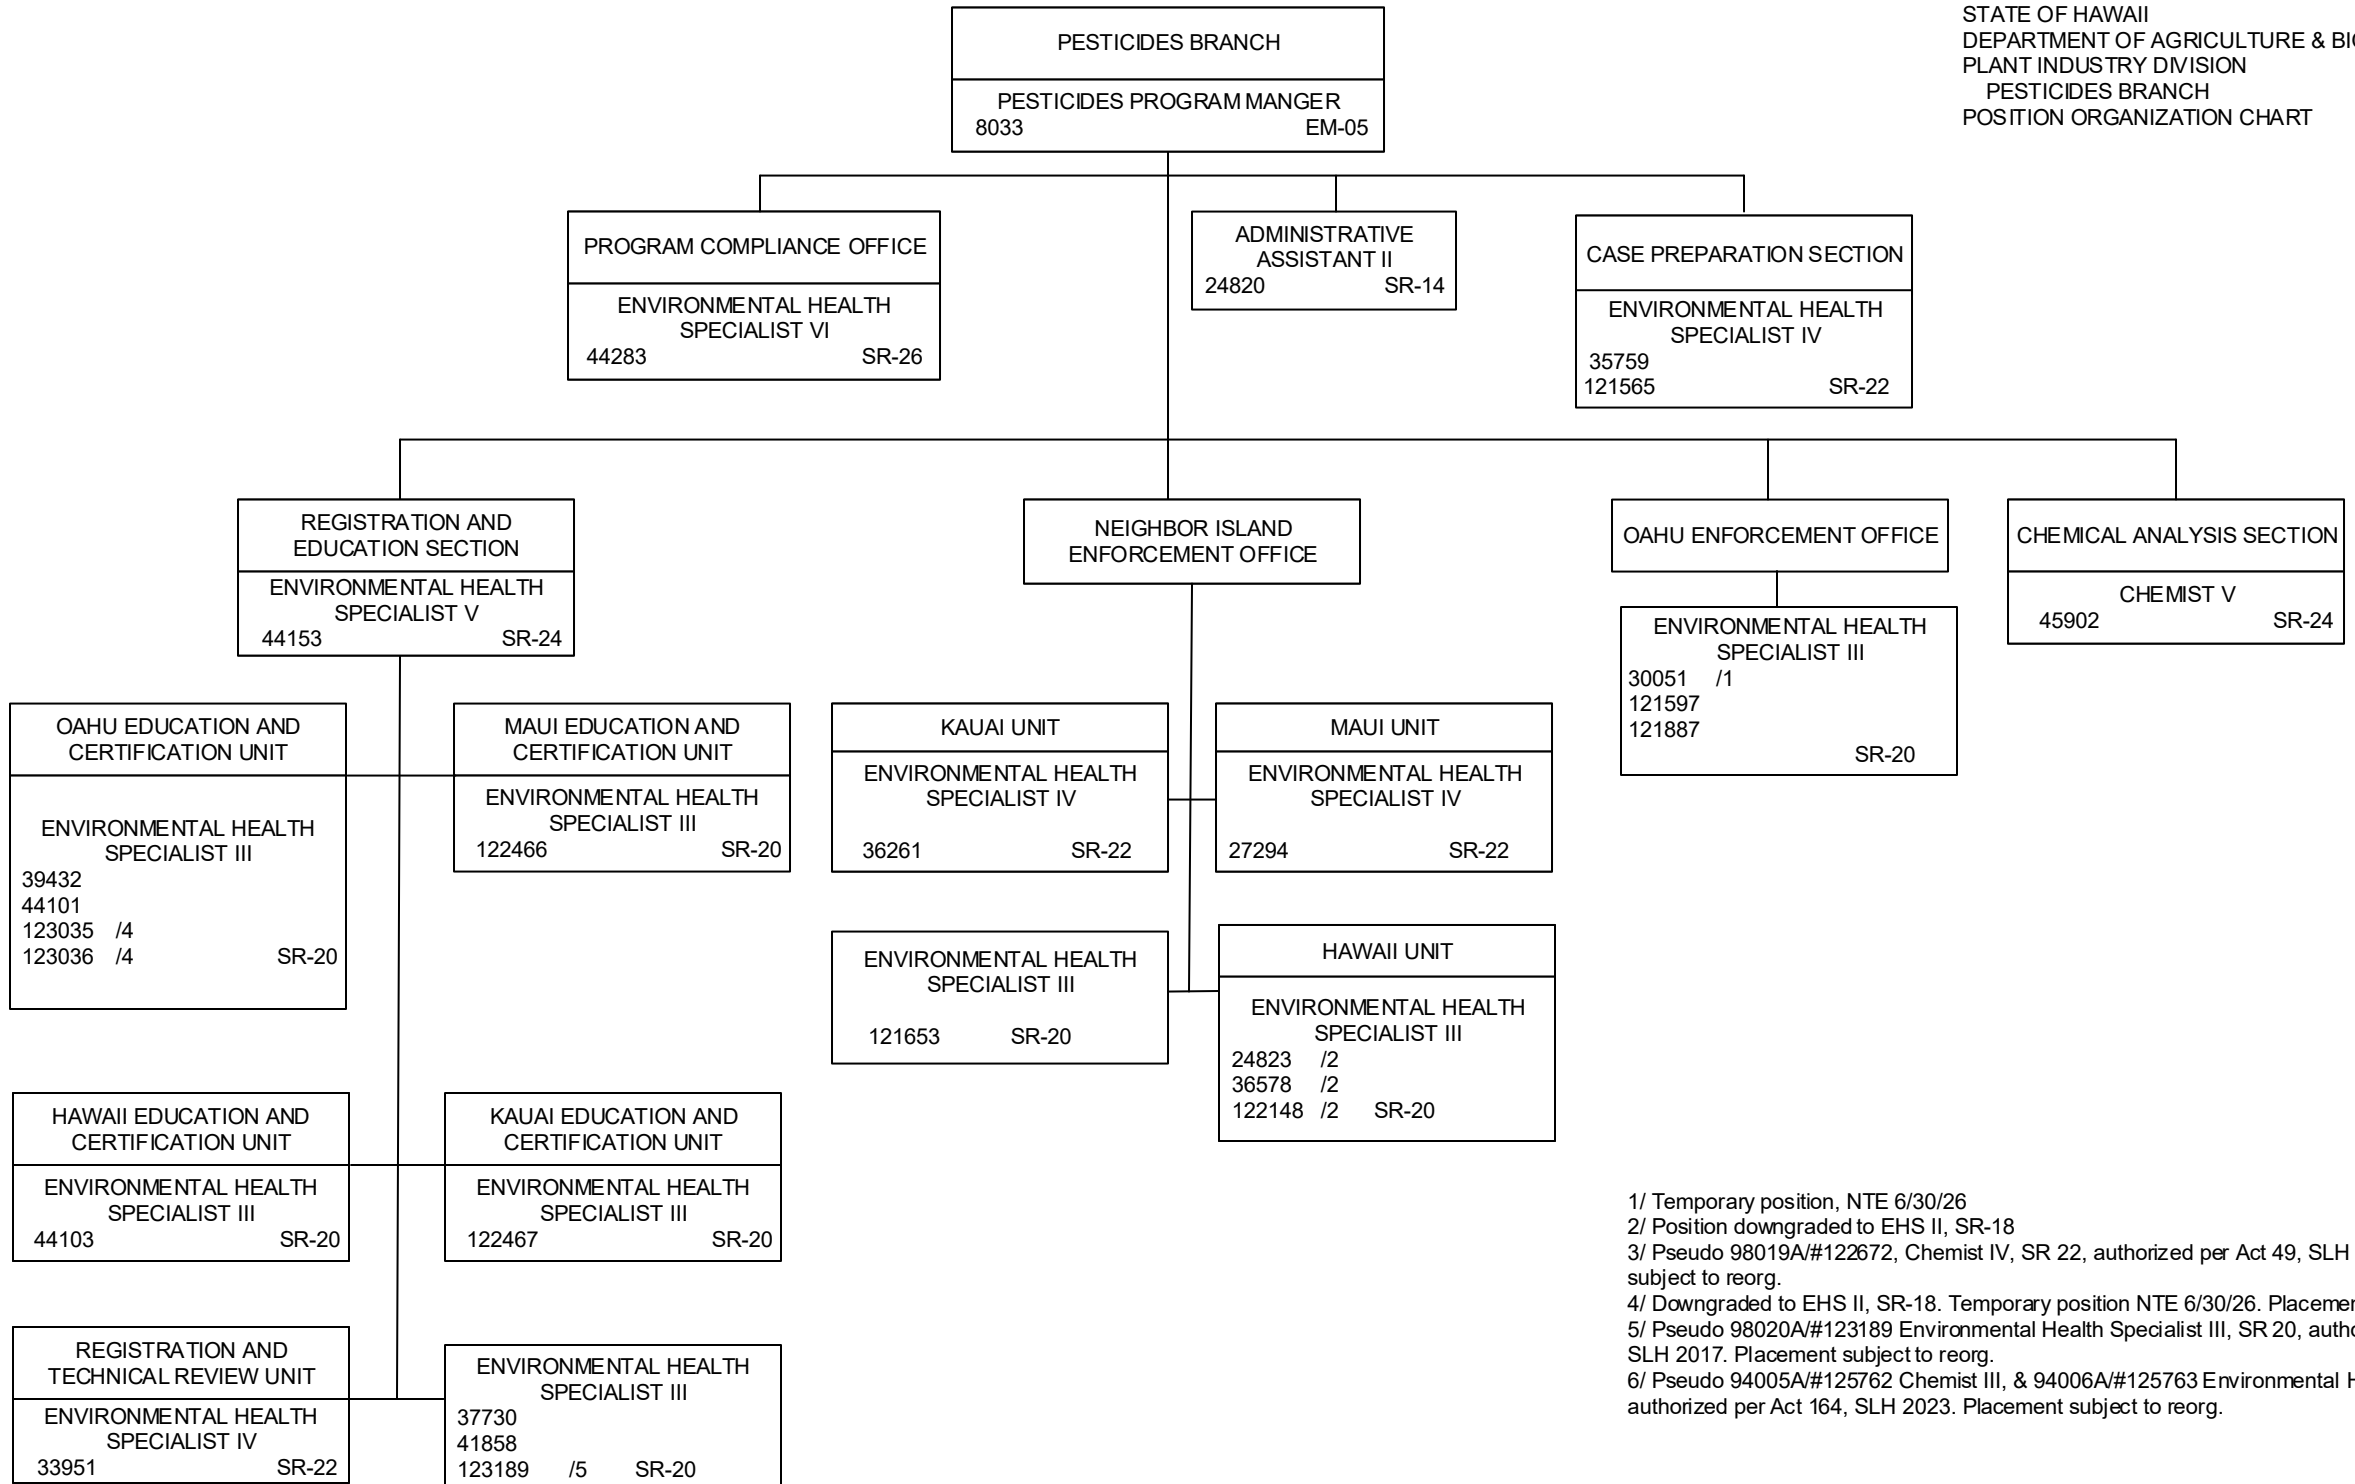 STATE OF HAWAII
DEPARTMENT OF AGRICULTURE &
PLANT INDUSTRY DIVISION
PESTICIDES BRANCH
POSITION ORGANIZATION CHART
PESTICIDES BRANCH
PESTICIDES PROGRAM MANGER
8033 EM-05
PROGRAM COMPLIANCE OFFICE
ENVIRONMENTAL HEALTH
SPECIALIST VI
44283 SR-26
ADMINISTRATIVE
ASSISTANT II
24820 SR-14
CASE PREPARATION SECTION
ENVIRONMENTAL HEALTH
SPECIALIST IV
35759
121565 SR-22
REGISTRATION AND
EDUCATION SECTION
ENVIRONMENTAL HEALTH
SPECIALIST V
44153 SR-24
NEIGHBOR ISLAND
ENFORCEMENT OFFICE
OAHU ENFORCEMENT OFFICE
ENVIRONMENTAL HEALTH
SPECIALIST III
30051 /1
121597
121887
SR-20
CHEMICAL ANALYSIS SECTION
CHEMIST V
45902 SR-24
OAHU EDUCATION AND
CERTIFICATION UNIT
ENVIRONMENTAL HEALTH
SPECIALIST III
39432
44101
123035 /4
123036 /4 SR-20
MAUI EDUCATION AND
CERTIFICATION UNIT
ENVIRONMENTAL HEALTH
SPECIALIST III
122466 SR-20
KAUAI UNIT
ENVIRONMENTAL HEALTH
SPECIALIST IV
36261 SR-22
MAUI UNIT
ENVIRONMENTAL HEALTH
SPECIALIST IV
27294 SR-22
ENVIRONMENTAL HEALTH
SPECIALIST III
121653 SR-20
HAWAII UNIT
ENVIRONMENTAL HEALTH
SPECIALIST III
24823 /2
36578 /2
122148 /2 SR-20
HAWAII EDUCATION AND
CERTIFICATION UNIT
ENVIRONMENTAL HEALTH
SPECIALIST III
44103 SR-20
KAUAI EDUCATION AND
CERTIFICATION UNIT
ENVIRONMENTAL HEALTH
SPECIALIST III
122467 SR-20
REGISTRATION AND
TECHNICAL REVIEW UNIT
ENVIRONMENTAL HEALTH
SPECIALIST IV
33951 SR-22
ENVIRONMENTAL HEALTH
SPECIALIST III
37730
41858
123189 /5 SR-20
1/ Temporary position, NTE 6/30/26
2/ Position downgraded to EHS II, SR-18
3/ Pseudo 98019A/#122672, Chemist IV, SR 22, authorized per Act 49, SLH
subject to reorg.
4/ Downgraded to EHS II, SR-18. Temporary position NTE 6/30/26.
5/ Pseudo 98020A/#123189 Environmental Health Specialist III, SR 20,
SLH 2017. Placement subject to reorg.
6/ Pseudo 94005A/#125762 Chemist III, & 94006A/#125763 Environmental
authorized per Act 164, SLH 2023. Placement subject to reorg.